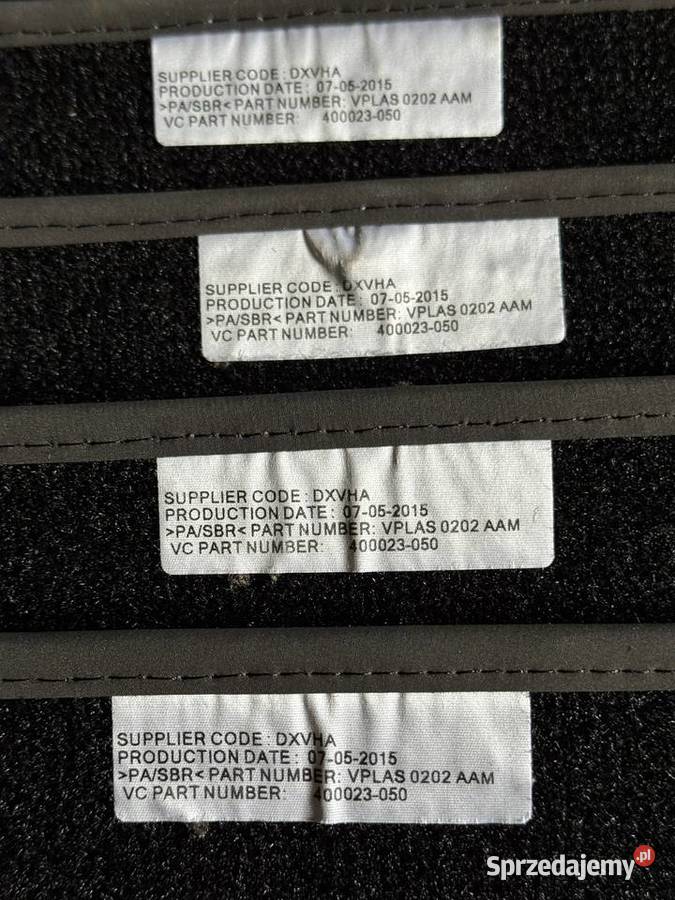 SUPPLIER CODE : DXVHA
PRODUCTION DATE : 07-05-2015
>PA/SBR< PART NUMBER: VPLAS 0202 AAM
VC PART NUMBER: 400023-050
SUPPLIER CODE : DXVHA
PRODUCTION DATE : 07-05-2015
>PA/SBR< PART NUMBER: VPLAS 0202 AAM
VC PART NUMBER: 400023-050
SUPPLIER CODE : DXVHA
PRODUCTION DATE : 07-05-2015
>PA/SBR< PART NUMBER: VPLAS 0202 AAM
VC PART NUMBER: 400023-050
SUPPLIER CODE : DXVHA
PRODUCTION DATE : 07-05-2015
>PA/SBR< PART NUMBER: VPLAS 0202 AAM
VC PART NUMBER: 400023-050
Sprzedajemy.pl